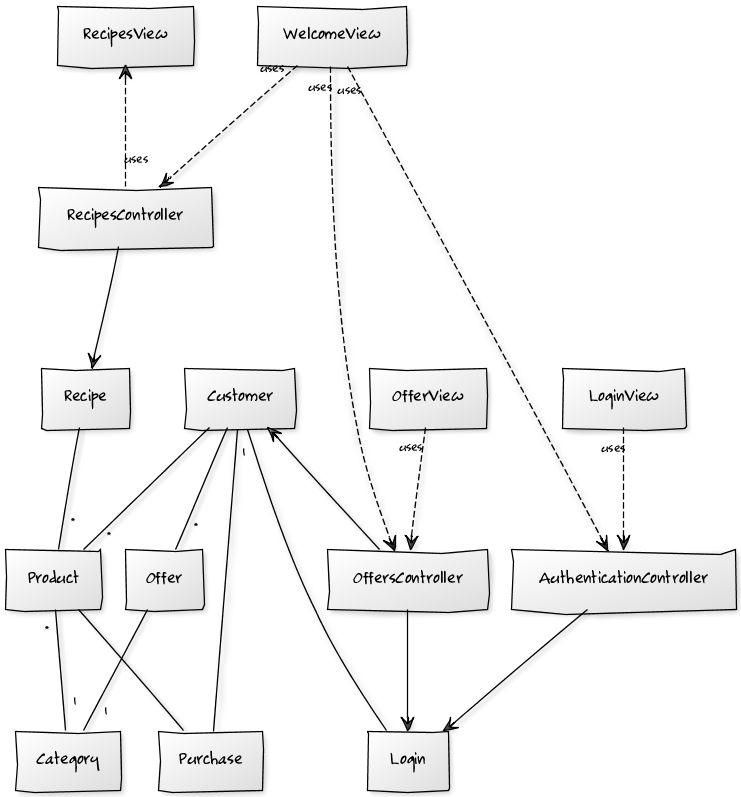 RecipesView
WelcomeView
uses
uses
uses
uses
RecipesController
Recipe
Customer
OfferView
LoginView
1
uses
uses
*
*
*
Product
Offer
OffersController
AuthenticationController
*
1
1
Category
Purchase
Login